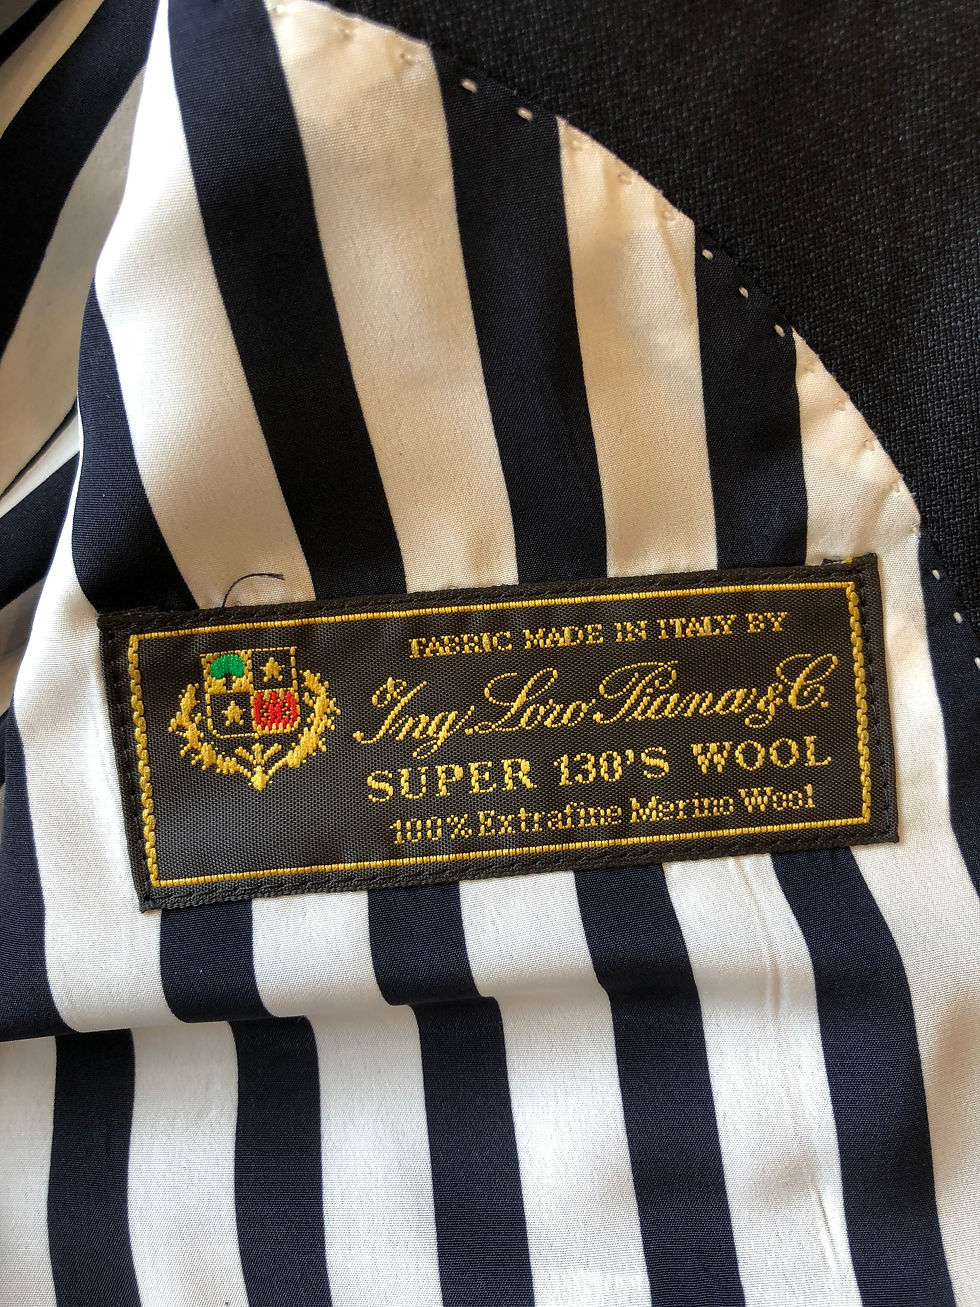 FABRIC MADE IN ITALY BY
Ing. Loro Piana & C.
SUPER 130'S WOOL
100% Extrafine Merino Wool